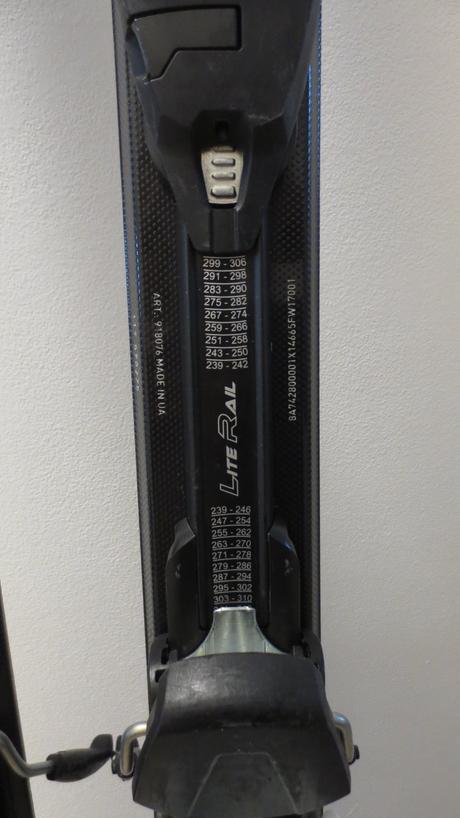 299 - 306
291 - 298
283 - 290
275 - 282
267 - 274
259 - 266
251 - 258
243 - 250
239 - 242
ART.: 918076 MADE IN UA
8A742800001X14665FW17001
LITE RAIL
239 - 246
247 - 254
255 - 262
263 - 270
271 - 278
279 - 286
287 - 294
295 - 302
303 - 310